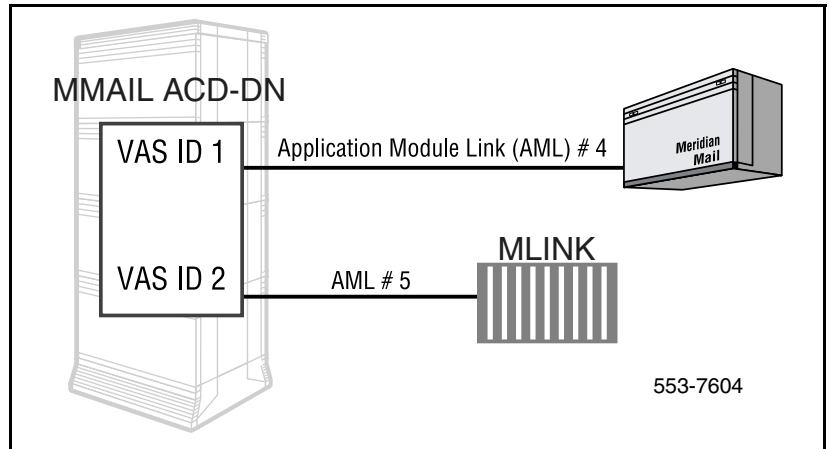 MMAIL ACD-DN
VAS ID 1
Application Module Link (AML) # 4
Meridian
Mail
VAS ID 2
AML # 5
MLINK
553-7604